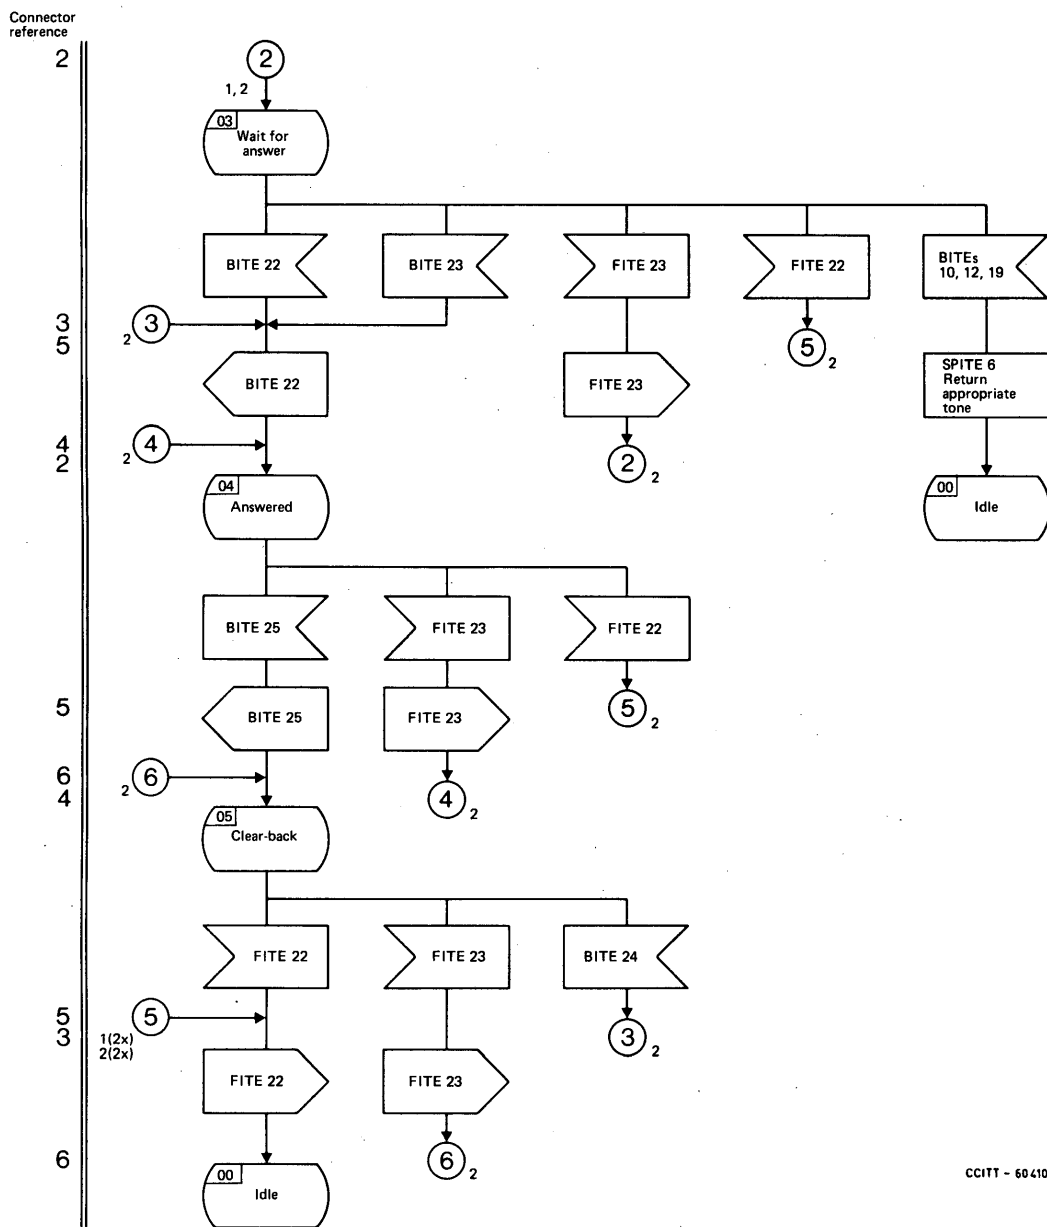 Connector
reference
2
2
1, 2
03
Wait for
answer
BITE 22
BITE 23
FITE 23
FITE 22
BITEs
10, 12, 19
3
5
2
3
5
2
BITE 22
FITE 23
SPITE 6
Return
appropriate
tone
4
2
2
4
2
2
04
Answered
00
Idle
BITE 25
FITE 23
FITE 22
5
BITE 25
FITE 23
5
2
6
4
2
6
4
2
05
Clear-back
FITE 22
FITE 23
BITE 24
5
3
5
1(2x)
2(2x)
3
2
FITE 22
FITE 23
6
6
2
00
Idle
CCITT - 60410